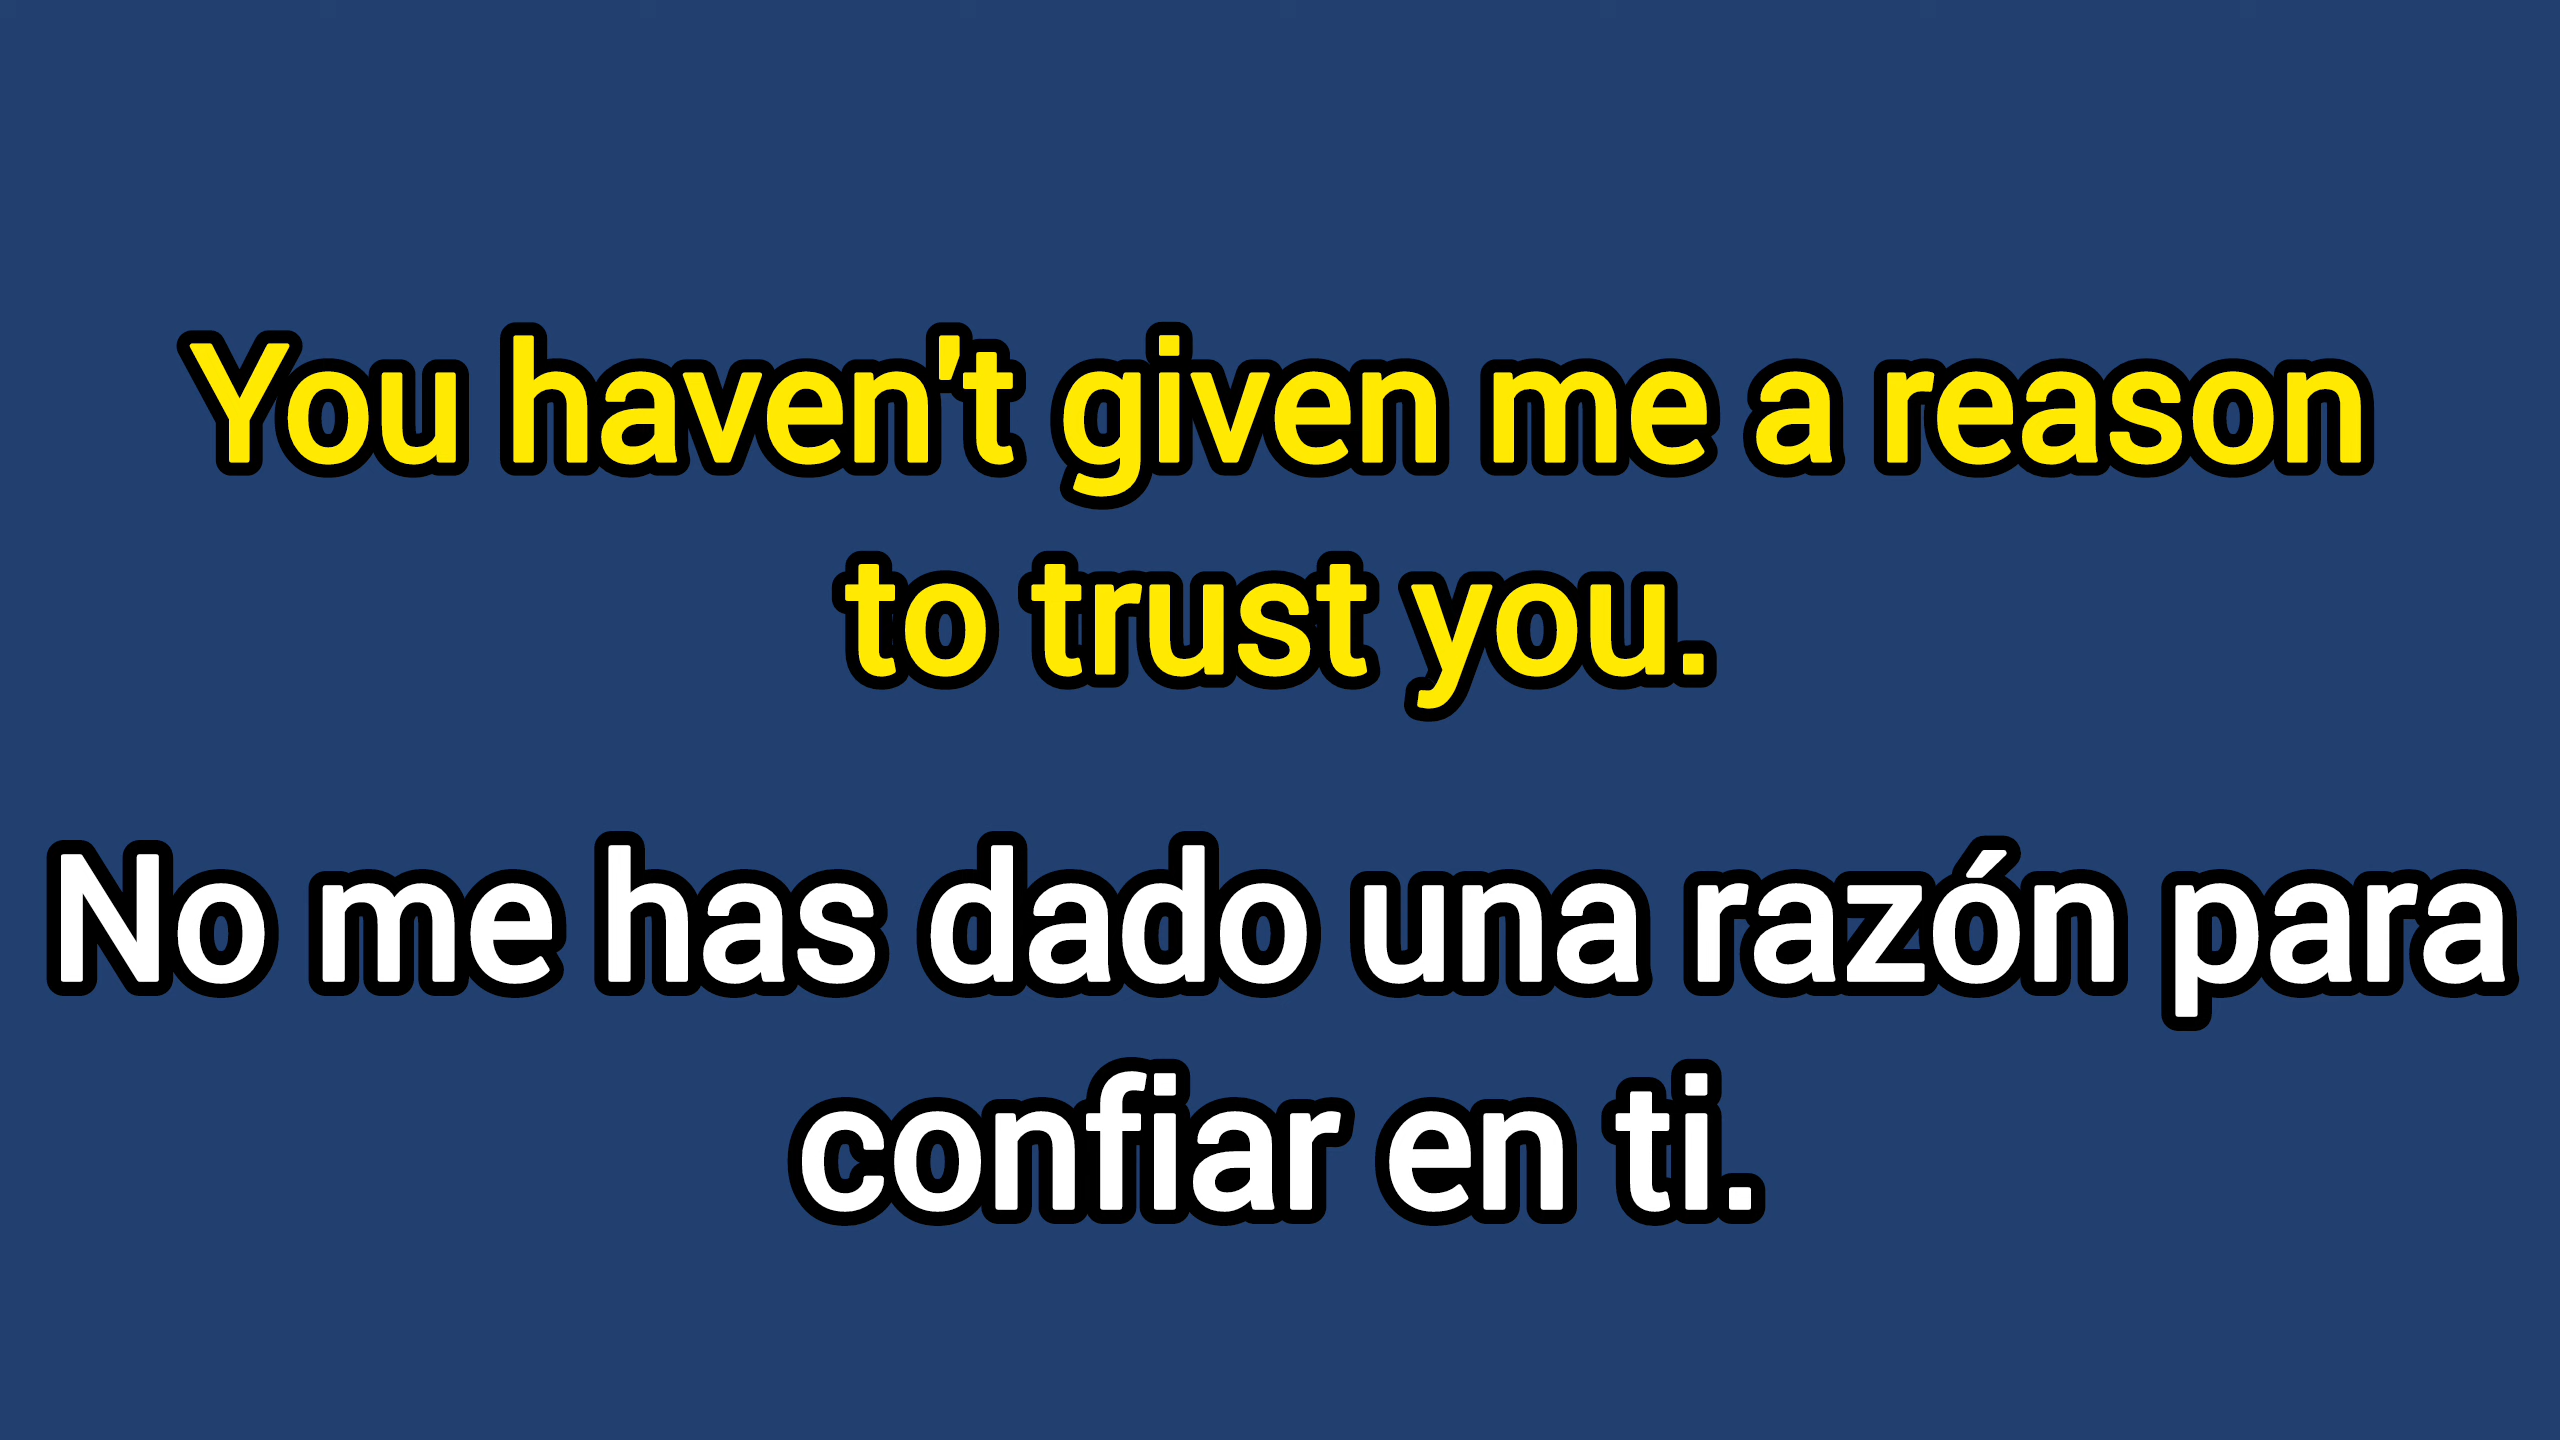 You haven't given me a reason
to trust you.
No me has dado una razón para
confiar en ti.